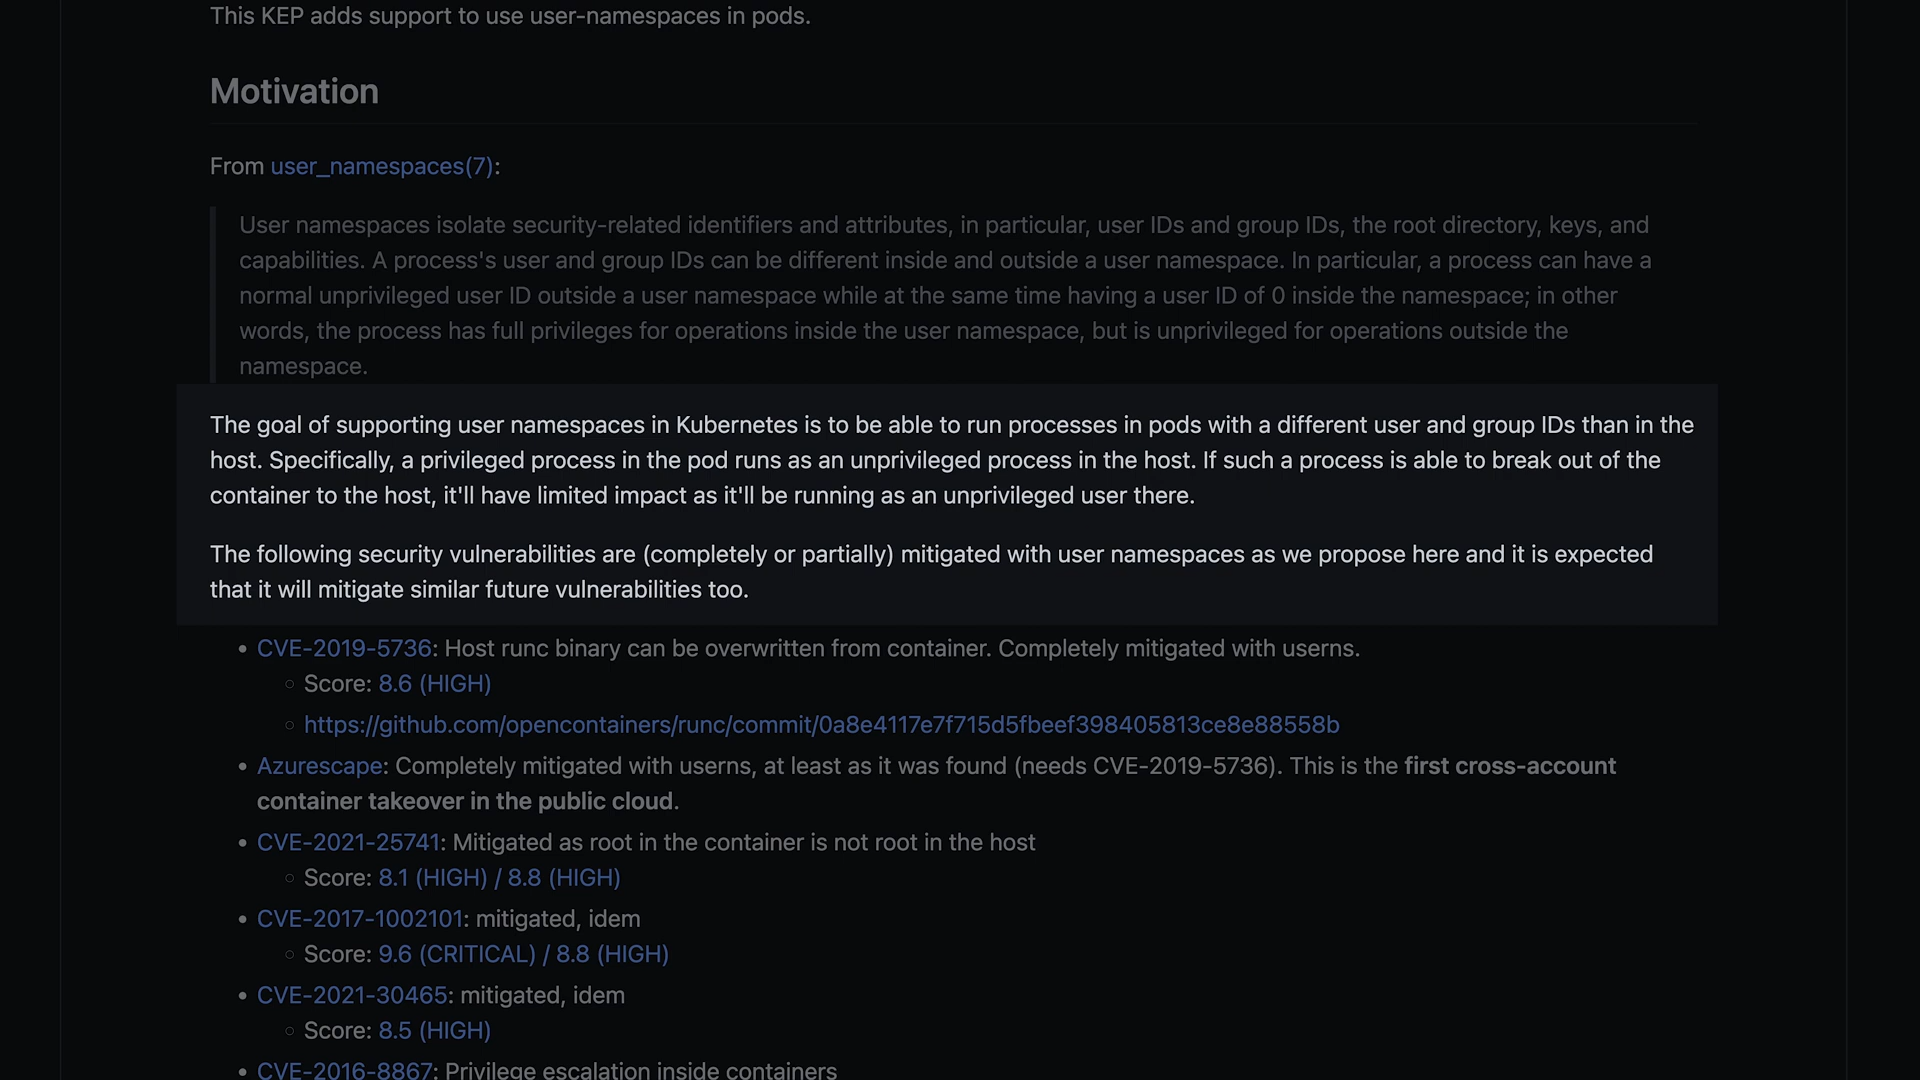 This KEP adds support to use user-namespaces in pods.
Motivation
From user_namespaces(7):
User namespaces isolate security-related identifiers and attributes, in particular, user IDs and group IDs, the root directory, keys, and
capabilities. A process's user and group IDs can be different inside and outside a user namespace. In particular, a process can have a
normal unprivileged user ID outside a user namespace while at the same time having a user ID of 0 inside the namespace; in other
words, the process has full privileges for operations inside the user namespace, but is unprivileged for operations outside the
namespace.
The goal of supporting user namespaces in Kubernetes is to be able to run processes in pods with a different user and group IDs than in the
host. Specifically, a privileged process in the pod runs as an unprivileged process in the host. If such a process is able to break out of the
container to the host, it'll have limited impact as it'll be running as an unprivileged user there.
The following security vulnerabilities are (completely or partially) mitigated with user namespaces as we propose here and it is expected
that it will mitigate similar future vulnerabilities too.
• CVE-2019-5736: Host runc binary can be overwritten from container. Completely mitigated with userns.
○ Score: 8.6 (HIGH)
○ https://github.com/opencontainers/runc/commit/0a8e4117e7f715d5fbeef398405813ce8e88558b
• Azurescape: Completely mitigated with userns, at least as it was found (needs CVE-2019-5736). This is the first cross-account
container takeover in the public cloud.
• CVE-2021-25741: Mitigated as root in the container is not root in the host
○ Score: 8.1 (HIGH) / 8.8 (HIGH)
• CVE-2017-1002101: mitigated, idem
○ Score: 9.6 (CRITICAL) / 8.8 (HIGH)
• CVE-2021-30465: mitigated, idem
○ Score: 8.5 (HIGH)
• CVE-2016-8867: Privilege escalation inside containers